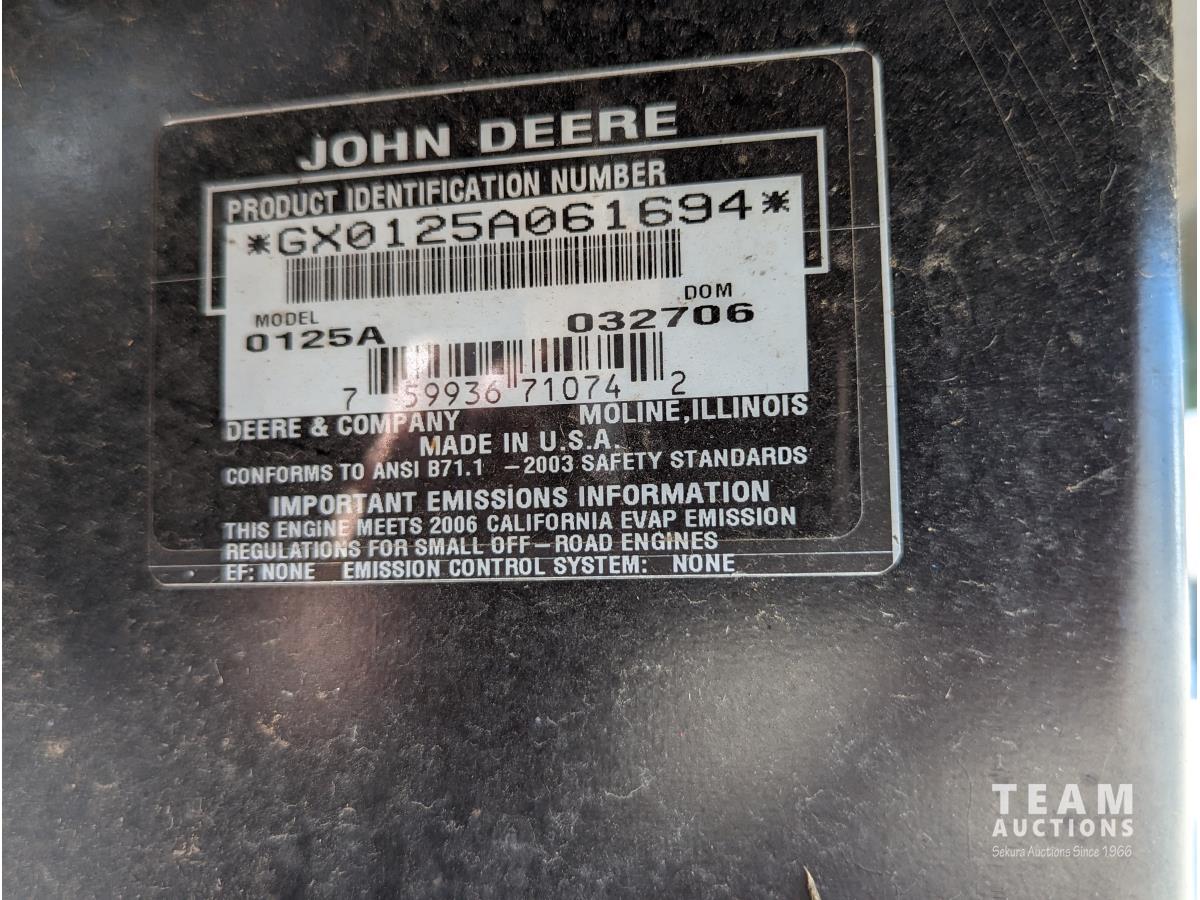 JOHN DEERE
PRODUCT IDENTIFICATION NUMBER
*GX0125A061694*
MODEL
DOM
0125A
032706
7 59936 71074 2
DEERE & COMPANY MOLINE, ILLINOIS
MADE IN U.S.A.
CONFORMS TO ANSI B71.1 -2003 SAFETY STANDARDS
IMPORTANT EMISSIONS INFORMATION
THIS ENGINE MEETS 2006 CALIFORNIA EVAP EMISSION
REGULATIONS FOR SMALL OFF-ROAD ENGINES
EF: NONE EMISSION CONTROL SYSTEM: NONE
TEAM
AUCTIONS
Sekura Auctions Since 1966